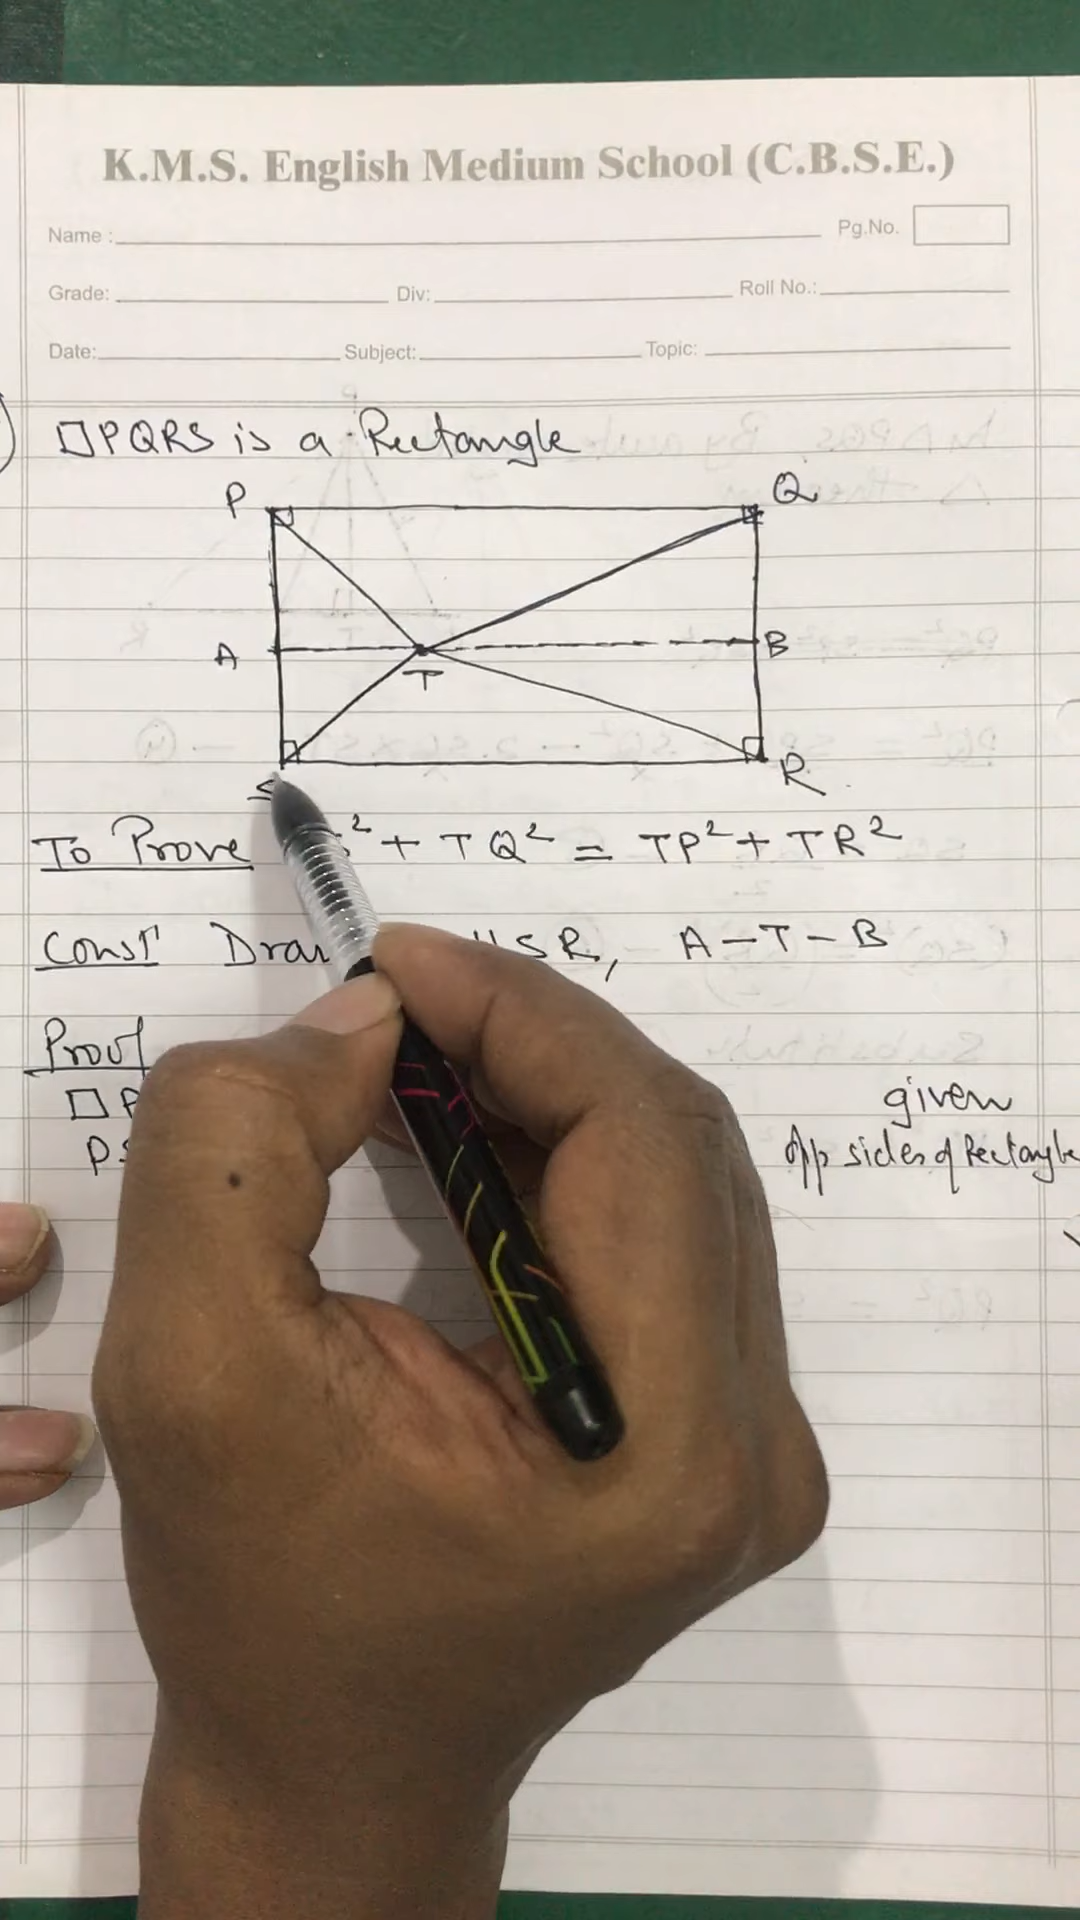 K.M.S. English Medium School (C.B.S.E.)
Name : Pg.No.
Grade: Div: Roll No.:
Date: Subject: Topic:
□PQRS is a Rectangle
P Q
A B
T
S R
To Prove ² + TQ² = TP² + TR²
Const ||SR, A-T-B
Proof
□ given
Opp sides of Rectangle